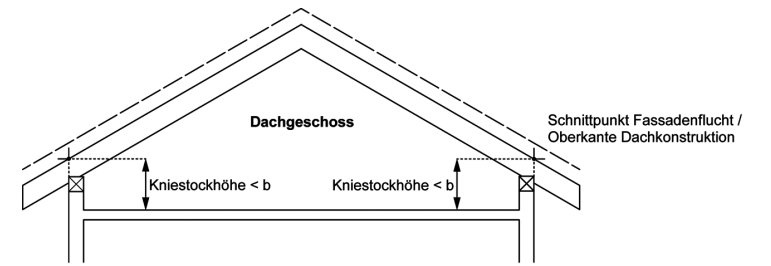 Dachgeschoss
Schnittpunkt Fassadenflucht /
Oberkante Dachkonstruktion
Kniestockhöhe < b
Kniestockhöhe < b